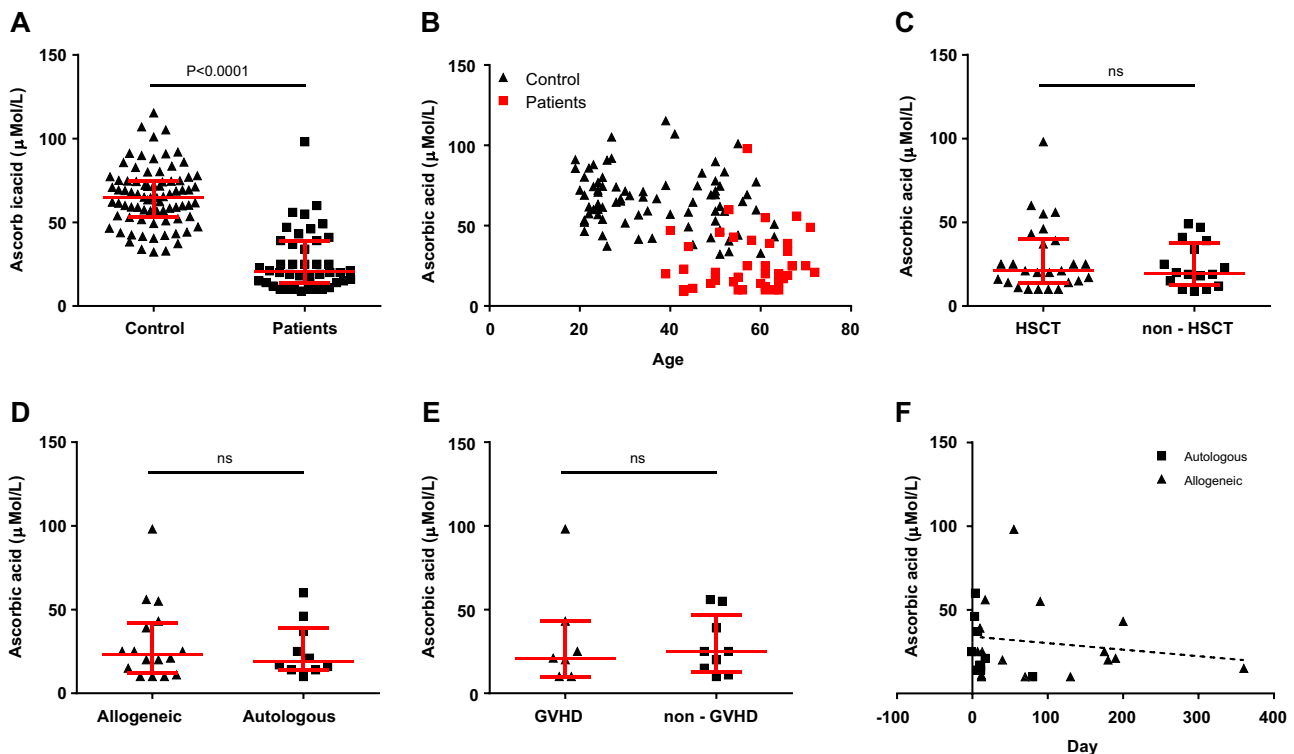 A
Ascorb icacid (μMol/L)
150
100
50
0
P<0.0001
Control
Patients
B
Ascorbic acid (μMol/L)
150
100
50
0
Control
Patients
0
20
40
60
80
Age
C
Ascorbic acid (μMol/L)
150
100
50
0
ns
HSCT
non - HSCT
D
Ascorbic acid (μMol/L)
150
100
50
0
ns
Allogeneic
Autologous
E
Ascorbic acid (μMol/L)
150
100
50
0
ns
GVHD
non - GVHD
F
Ascorbic acid (μMol/L)
150
100
50
Autologous
Allogeneic
-100
0
100
200
300
400
Day